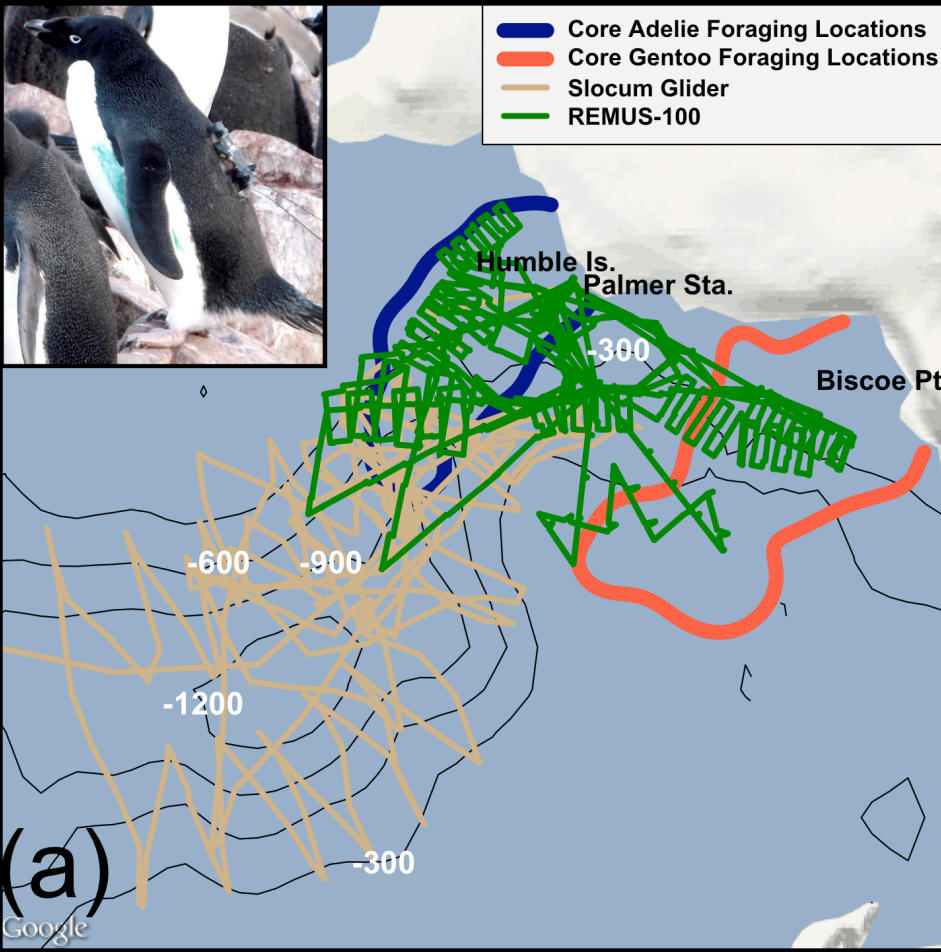 Core Adelie Foraging Locations
Core Gentoo Foraging Locations
Slocum Glider
REMUS-100
Humble Is.
Palmer Sta.
-300
Biscoe Pt
-600
-900
-1200
-300
(a)
Google